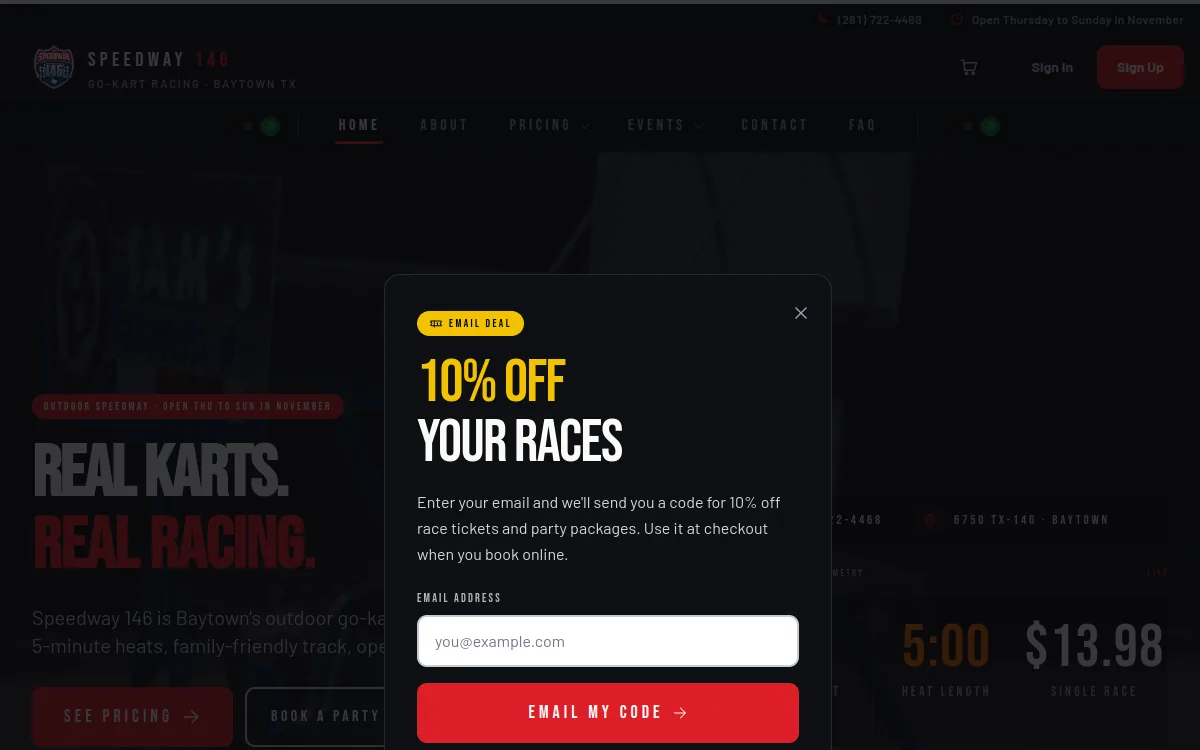 (281) 722-4468
Open Thursday to Sunday in November
SPEEDWAY 146
GO-KART RACING · BAYTOWN TX
Sign In
Sign Up
HOME
ABOUT
PRICING
EVENTS
CONTACT
FAQ
OUTDOOR SPEEDWAY · OPEN THU TO SUN IN NOVEMBER
REAL KARTS.
REAL RACING.
Speedway 146 is Baytown's outdoor go-ka
5-minute heats, family-friendly track, ope
SEE PRICING →
BOOK A PARTY
EMAIL DEAL
10% OFF
YOUR RACES
Enter your email and we'll send you a code for 10% off
race tickets and party packages. Use it at checkout
when you book online.
EMAIL ADDRESS
you@example.com
EMAIL MY CODE →
22-4468
6750 TX-146 · BAYTOWN
METRY
LIVE
5:00
HEAT LENGTH
$13.98
SINGLE RACE